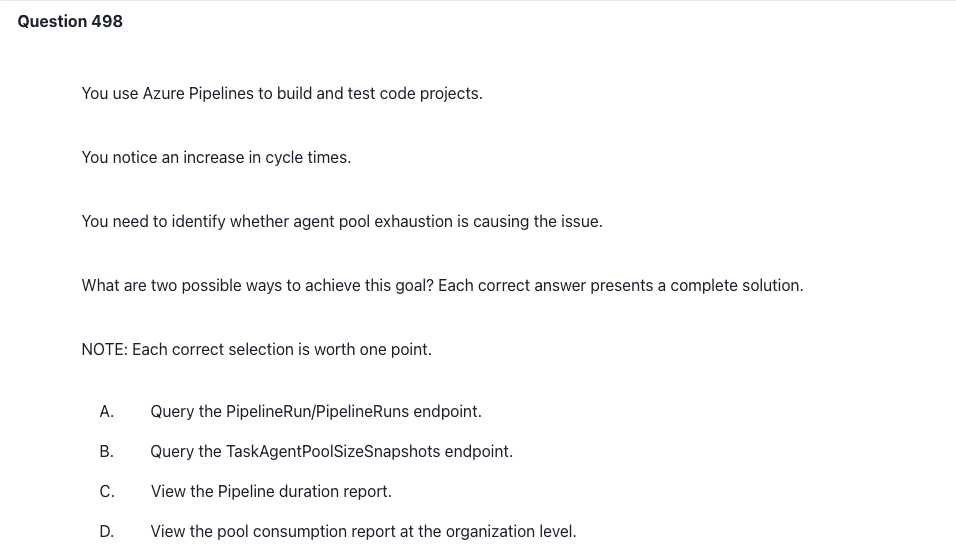 Question 498
You use Azure Pipelines to build and test code projects.
You notice an increase in cycle times.
You need to identify whether agent pool exhaustion is causing the issue.
What are two possible ways to achieve this goal? Each correct answer presents a complete solution.
NOTE: Each correct selection is worth one point.
A. Query the PipelineRun/PipelineRuns endpoint.
B. Query the TaskAgentPoolSizeSnapshots endpoint.
C. View the Pipeline duration report.
D. View the pool consumption report at the organization level.